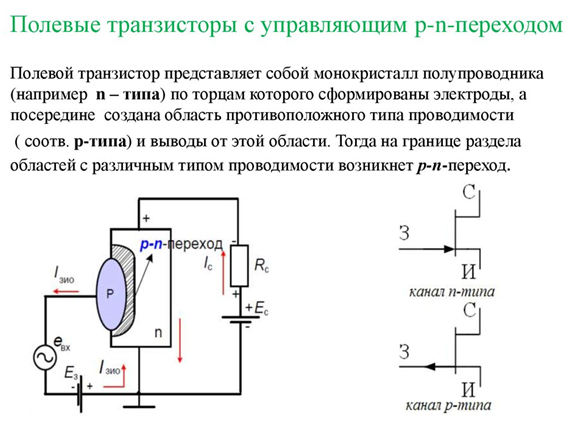 Полевые транзисторы с управляющим p-n-переходом
Полевой транзистор представляет собой монокристалл полупроводника
(например n – типа) по торцам которого сформированы электроды, а
посередине создана область противоположного типа проводимости
( соотв. p-типа) и выводы от этой области. Тогда на границе раздела
областей с различным типом проводимости возникнет p-n-переход.
+
p-n-переход
-
Iзио
P
Iс
Rс
+
+Eс
-
n
eвх
Eз
Iзио
- +
С
З
И
канал n-типа
С
З
И
канал p-типа